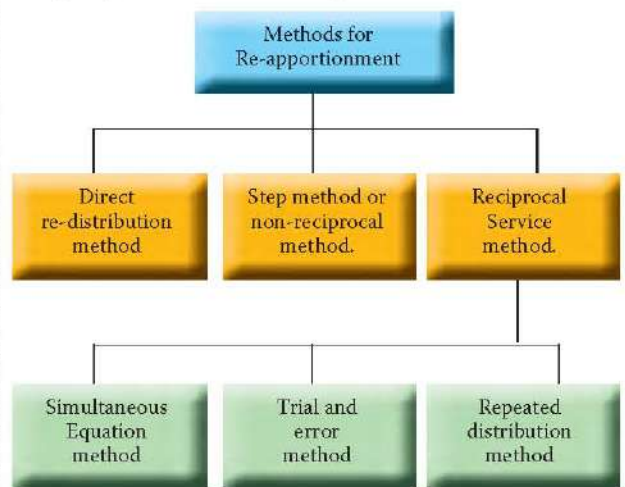 Methods for
Re-apportionment
Direct
re-distribution
method
Step method or
non-reciprocal
method.
Reciprocal
Service
method.
Simultaneous
Equation
method
Trial and
error
method
Repeated
distribution
method